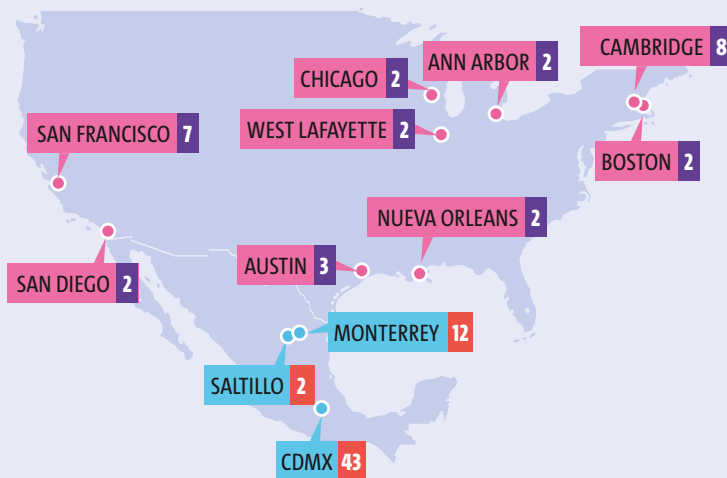 CAMBRIDGE 8
ANN ARBOR 2
CHICAGO 2
SAN FRANCISCO 7
WEST LAFAYETTE 2
BOSTON 2
NUEVA ORLEANS 2
AUSTIN 3
SAN DIEGO 2
MONTERREY 12
SALTILLO 2
CDMX 43